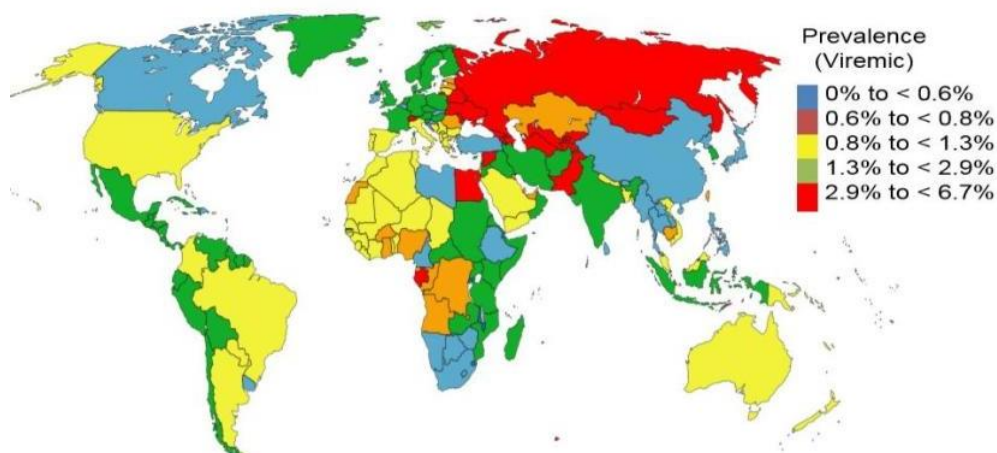 Prevalence
(Viremic)
0% to < 0.6%
0.6% to < 0.8%
0.8% to < 1.3%
1.3% to < 2.9%
2.9% to < 6.7%